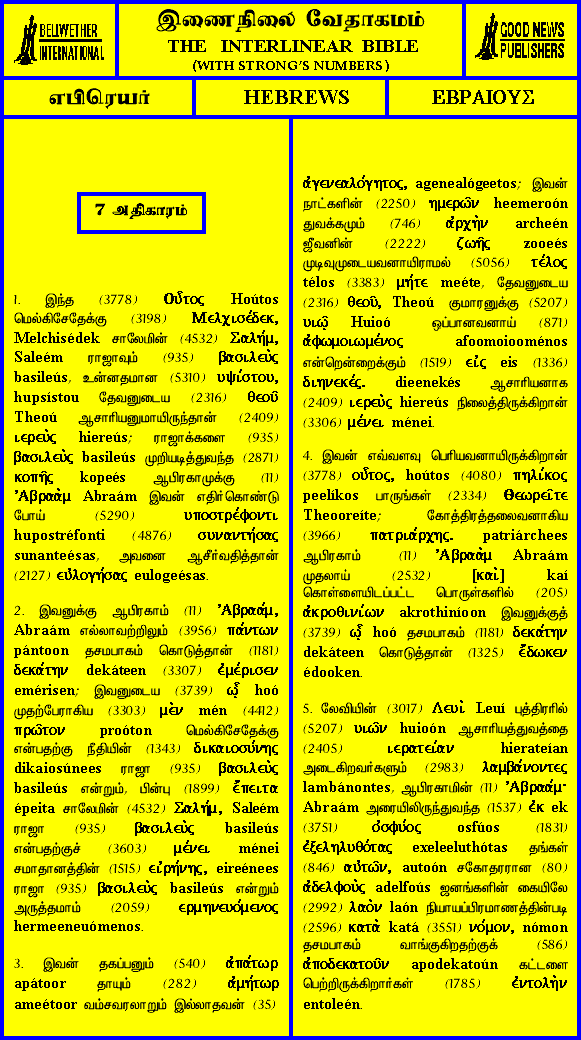 BELLWETHER
INTERNATIONAL
இணைநிலை வேதாகமம்
THE INTERLINEAR BIBLE
(WITH STRONG'S NUMBERS)
GOOD NEWS
PUBLISHERS
எபிரெயர்
HEBREWS
ΕΒΡΑΙΟΥΣ
7 அதிகாரம்
1. இந்த (3778) Οὗτος Hoútos
மெல்கிசேதேக்கு (3198) Μελχισέδεκ,
Melchisédek சாலேமின் (4532) Σαλήμ,
Saleém ராஜாவும் (935) βασιλεὺς
basileús, உன்னதமான (5310) υψίστου,
hupsístou தேவனுடைய (2316) θεοῦ
Theoú ஆசாரியனுமாயிருந்தான் (2409)
ιερεὺς hiereús; ராஜாக்களை (935)
βασιλεὺς basileús முறியடித்துவந்த (2871)
κοπῆς kopeés ஆபிரகாமுக்கு (11)
Ἀβραὰμ Abraám இவன் எதிர்கொண்டு
போய் (5290) υποστρέφοντι
hupostréfonti (4876) συναντήσας
sunanteésas, அவனை ஆசீர்வதித்தான்
(2127) εὐλογήσας eulogeésas.
2. இவனுக்கு ஆபிரகாம் (11) Ἀβραάμ,
Abraám எல்லாவற்றிலும் (3956) πάντων
pántoon தசமபாகம் கொடுத்தான் (1181)
δεκάτην dekáteen (3307) ἐμέρισεν
emérisen; இவனுடைய (3739) ᾧ hoó
முதற்பேராகிய (3303) μὲν mén (4412)
πρῶτον proóton மெல்கிசேதேக்கு
என்பதற்கு நீதியின் (1343) δικαιοσύνης
dikaiosúnees ராஜா (935) βασιλεὺς
basileús என்றும், பின்பு (1899) ἔπειτα
épeita சாலேமின் (4532) Σαλήμ, Saleém
ராஜா (935) βασιλεὺς basileús
என்பதற்குச் (3603) μένει ménei
சமாதானத்தின் (1515) εἰρήνης, eireénees
ராஜா (935) βασιλεὺς basileús என்றும்
அருத்தமாம் (2059) ερμηνευόμενος
hermeeneuómenos.
3. இவன் தகப்பனும் (540) ἀπάτωρ
apátoor தாயும் (282) ἀμήτωρ
ameétoor வம்சவரலாறும் இல்லாதவன் (35)
ἀγενεαλόγητος, agenealógeetos; இவன்
நாட்களின் (2250) ημερῶν heemeroón
துவக்கமும் (746) ἀρχὴν archeén
ஜீவனின் (2222) ζωῆς zooeés
முடிவுமுடையவனாயிராமல் (5056) τέλος
télos (3383) μήτε meéte, தேவனுடைய
(2316) θεοῦ, Theoú குமாரனுக்கு (5207)
υιῷ Huioó ஒப்பானவனாய் (871)
ἀφωμοιωμένος afoomoiooménos
என்றென்றைக்கும் (1519) εἰς eis (1336)
διηνεκές. dieenekés ஆசாரியனாக
(2409) ιερεὺς hiereús நிலைத்திருக்கிறான்
(3306) μένει ménei.
4. இவன் எவ்வளவு பெரியவனாயிருக்கிறான்
(3778) οὗτος, hoútos (4080) πηλίκος
peelíkos பாருங்கள் (2334) Θεωρεῖτε
Theooreíte; கோத்திரத்தலைவனாகிய
(3966) πατριάρχης. patriárchees
ஆபிரகாம் (11) Ἀβραὰμ Abraám
முதலாய் (2532) [καὶ] kaí
கொள்ளையிடப்பட்ட பொருள்களில் (205)
ἀκροθινίων akrothiníoon இவனுக்குத்
(3739) ᾧ hoó தசமபாகம் (1181) δεκάτην
dekáteen கொடுத்தான் (1325) ἔδωκεν
édooken.
5. லேவியின் (3017) Λευὶ Leuí புத்திரரில்
(5207) υιῶν huioón ஆசாரியத்துவத்தை
(2405) ιερατείαν hierateían
அடைகிறவர்களும் (2983) λαμβάνοντες
lambánontes, ஆபிரகாமின் (11) Ἀβραάμ·
Abraám அரையிலிருந்துவந்த (1537) ἐκ ek
(3751) ὀσφύος osfúos (1831)
ἐξεληλυθότας exeleeluthótas தங்கள்
(846) αὐτῶν, autoón சகோதரரான (80)
ἀδελφοὺς adelfoús ஜனங்களின் கையிலே
(2992) λαὸν laón நியாயப்பிரமாணத்தின்படி
(2596) κατὰ katá (3551) νόμον, nómon
தசமபாகம் வாங்குகிறதற்குக் (586)
ἀποδεκατοῦν apodekatoún கட்டளை
பெற்றிருக்கிறார்கள் (1785) ἐντολὴν
entoleén.